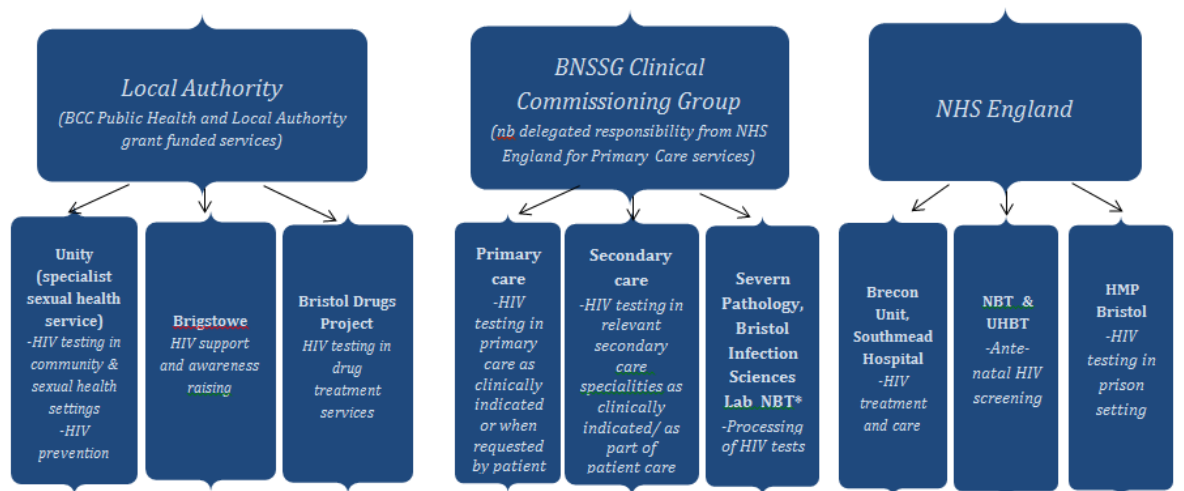 Local Authority
(BCC Public Health and Local Authority
grant funded services)
BNSSG Clinical
Commissioning Group
(nb delegated responsibility from NHS
England for Primary Care services)
NHS England
Unity
(specialist
sexual health
service)
-HIV testing in
community &
sexual health
settings
-HIV
prevention
Brigstowe
HIV support
and awareness
raising
Bristol Drugs
Project
HIV testing in
drug
treatment
services
Primary
care
-HIV
testing in
primary
care as
clinically
indicated
or when
requested
by patient
Secondary
care
-HIV testing in
relevant
secondary
care
specialities as
clinically
indicated/ as
part of
patient care
Severn
Pathology,
Bristol
Infection
Sciences
Lab NBT*
-Processing
of HIV tests
Brecon
Unit,
Southmead
Hospital
-HIV
treatment
and care
NBT &
UHBT
-Ante-
natal HIV
screening
HMP
Bristol
-HIV
testing in
prison
setting